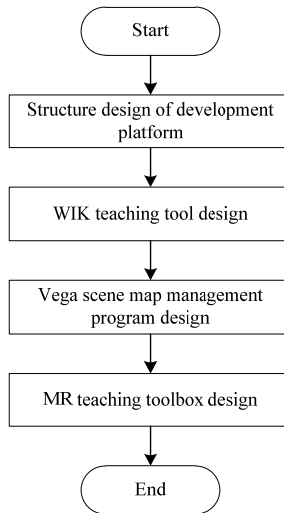 Start
Structure design of development
platform
WIK teaching tool design
Vega scene map management
program design
MR teaching toolbox design
End